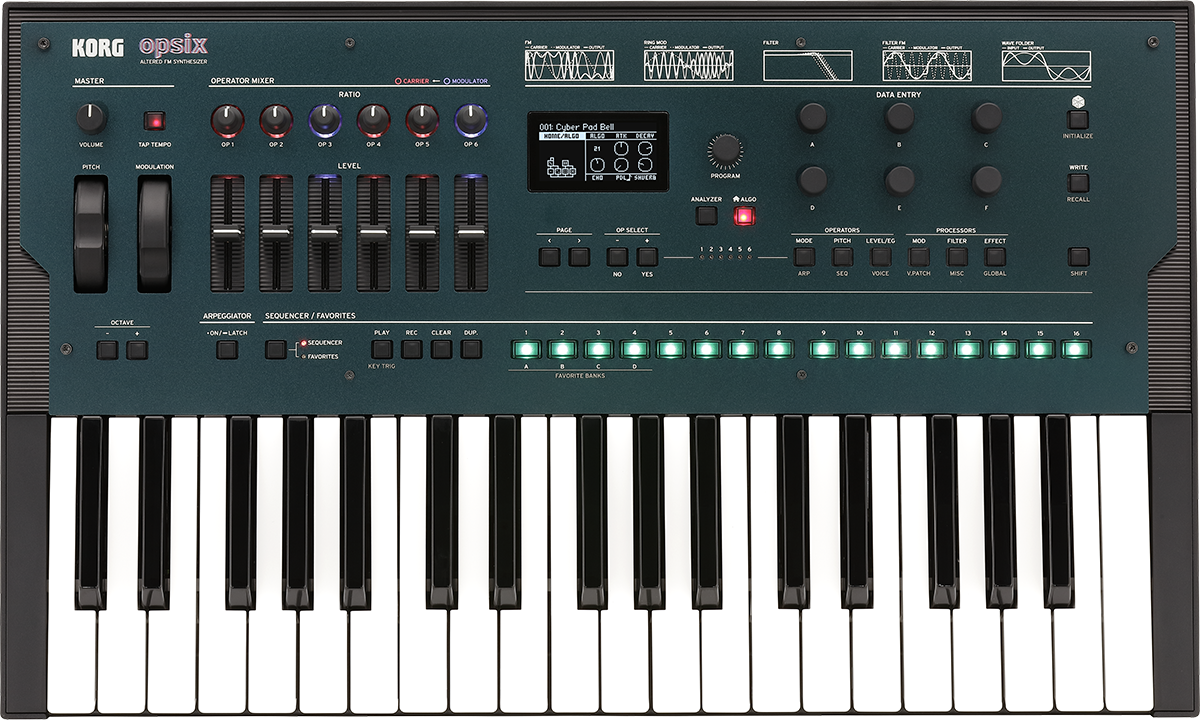 KORG opsix
ALTERED FM SYNTHESIZER
FM
CARRIER MODULATOR OUTPUT
RING MOD
CARRIER MODULATOR OUTPUT
FILTER
FILTER FM
CARRIER MODULATOR OUTPUT
WAVE FOLDER
INPUT OUTPUT
MASTER
VOLUME
TAP TEMPO
PITCH
MODULATION
OPERATOR MIXER
CARRIER ← MODULATOR
RATIO
OP 1 OP 2 OP 3 OP 4 OP 5 OP 6
LEVEL
001: Cyber Pad Bell
HOME/ALGO ALGO ATK DECAY
21
CHO PDL SHVERB
PROGRAM
DATA ENTRY
A B C
D E F
INITIALIZE
WRITE
RECALL
ANALYZER
ALGO
PAGE
< >
OP SELECT
- +
NO YES
1 2 3 4 5 6
OPERATORS
MODE PITCH LEVEL/EG
ARP SEQ VOICE
PROCESSORS
MOD FILTER EFFECT
V.PATCH MISC GLOBAL
SHIFT
OCTAVE
- +
ARPEGGIATOR
•ON/━LATCH
SEQUENCER / FAVORITES
SEQUENCER
FAVORITES
PLAY REC CLEAR DUP.
KEY TRIG
1 2 3 4 5 6 7 8 9 10 11 12 13 14 15 16
A B C D
FAVORITE BANKS